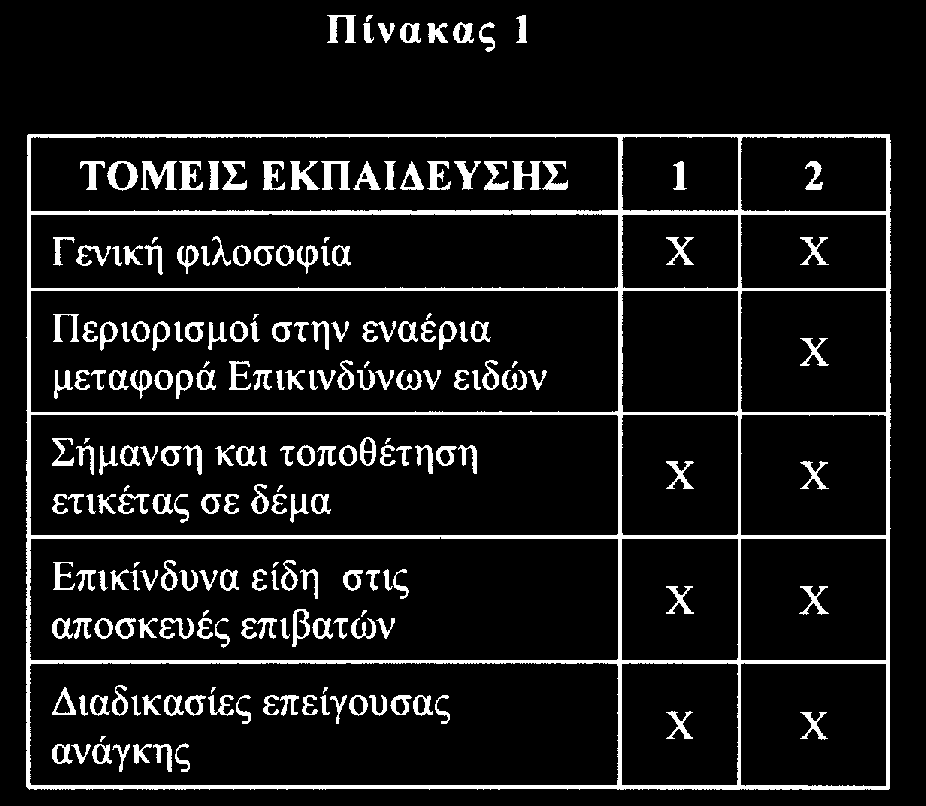 Πίνακας 1
ΤΟΜΕΙΣ ΕΚΠΑΙΔΕΥΣΗΣ 1 2
Γενική φιλοσοφία Χ Χ
Περιορισμοί στην εναέρια
μεταφορά Επικινδύνων ειδών Χ
Σήμανση και τοποθέτηση
ετικέτας σε δέμα Χ Χ
Επικίνδυνα είδη στις
αποσκευές επιβατών Χ Χ
Διαδικασίες επείγουσας
ανάγκης Χ Χ